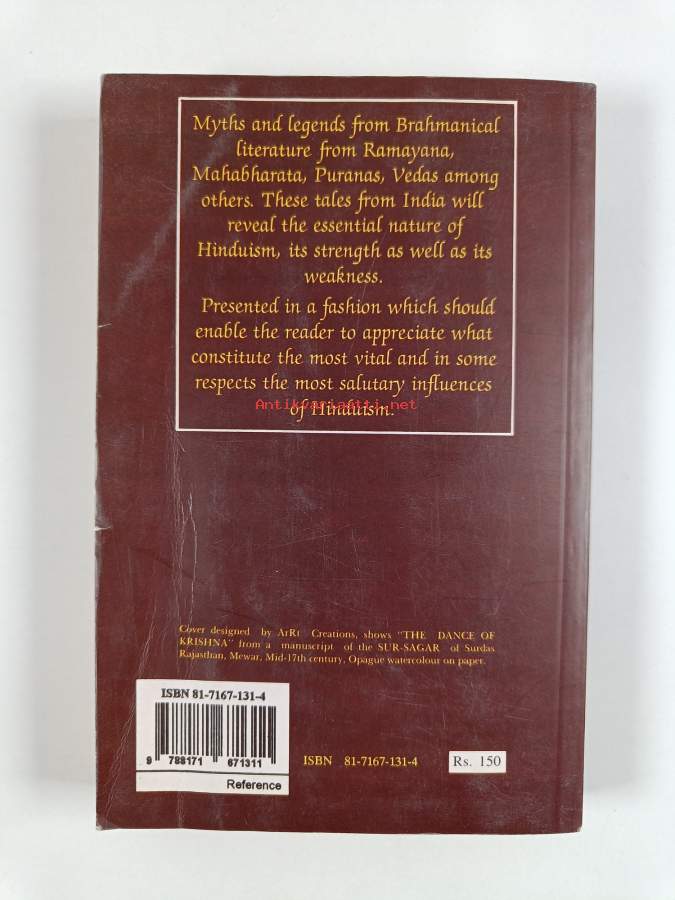 Myths and legends from Brahmanical
literature from Ramayana,
Mahabharata, Puranas, Vedas among
others. These tales from India will
reveal the essential nature of
Hinduism, its strength as well as its
weakness.
Presented in a fashion which should
enable the reader to appreciate what
constitute the most vital and in some
respects the most salutary influences
Antikvariaatti.net
of Hinduism.
Cover designed by ArRt Creations, shows "THE DANCE OF
KRISHNA" from a manuscript of the SUR-SAGAR of Surdas
Rajasthan, Mewar, Mid-17th century, Opague watercolour on paper.
ISBN 81-7167-131-4
9 788171 671311
Reference
ISBN 81-7167-131-4
Rs. 150